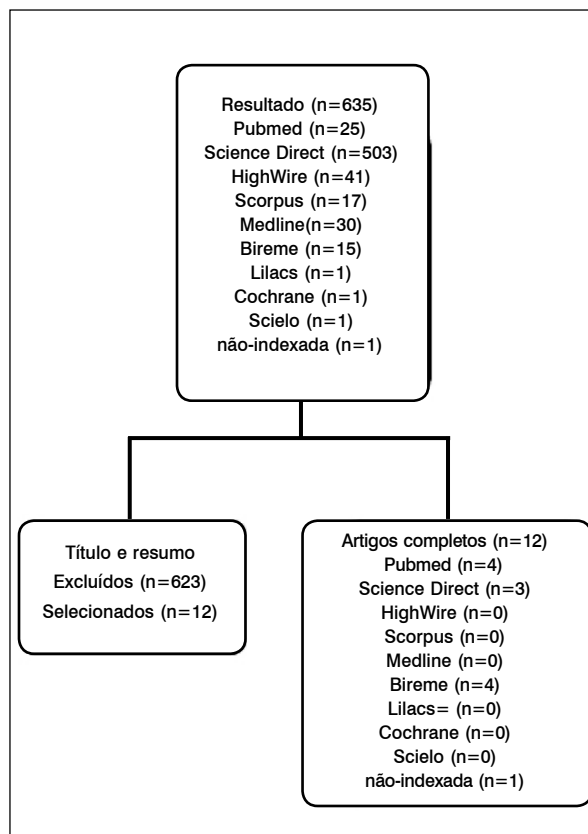 Resultado (n=635)
Pubmed (n=25)
Science Direct (n=503)
HighWire (n=41)
Scorpus (n=17)
Medline(n=30)
Bireme (n=15)
Lilacs (n=1)
Cochrane (n=1)
Scielo (n=1)
não-indexada (n=1)
Título e resumo
Excluídos (n=623)
Selecionados (n=12)
Artigos completos (n=12)
Pubmed (n=4)
Science Direct (n=3)
HighWire (n=0)
Scorpus (n=0)
Medline (n=0)
Bireme (n=4)
Lilacs= (n=0)
Cochrane (n=0)
Scielo (n=0)
não-indexada (n=1)